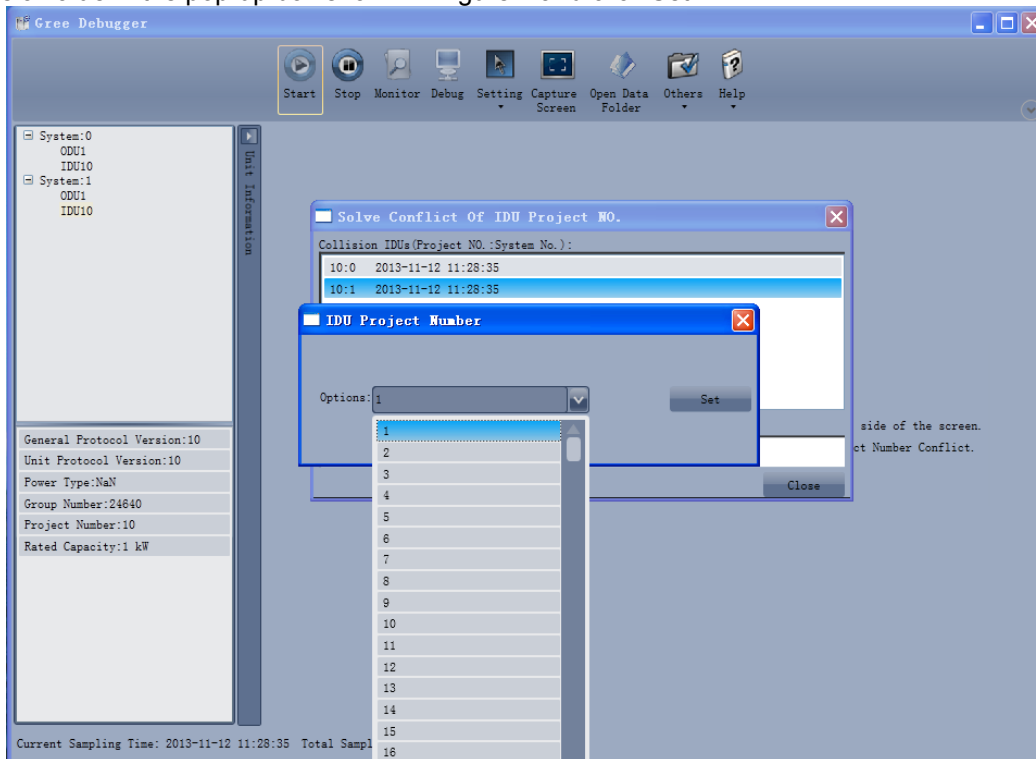 Gree Debugger
Start Stop Monitor Debug Setting Capture Screen Open Data Folder Others Help
System:0
ODU1
IDU10
System:1
ODU1
IDU10
Unit Information
General Protocol Version:10
Unit Protocol Version:10
Power Type:NaN
Group Number:24640
Project Number:10
Rated Capacity:1 kW
Solve Conflict Of IDU Project NO.
Collision IDUs(Project NO.:System No.):
10:0 2013-11-12 11:28:35
10:1 2013-11-12 11:28:35
IDU Project Number
Options: 1
Set
1
2
3
4
5
6
7
8
9
10
11
12
13
14
15
16
side of the screen.
ct Number Conflict.
Close
Current Sampling Time: 2013-11-12 11:28:35 Total Sampl